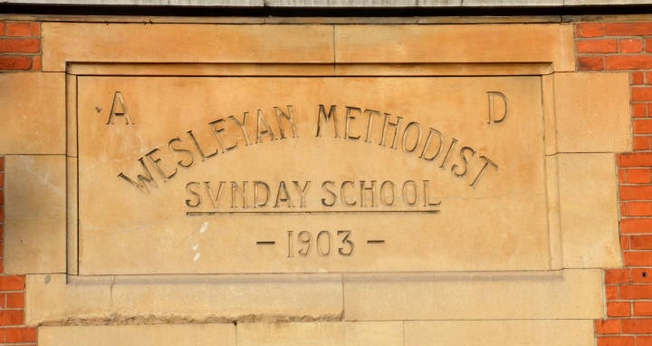 A D
WESLEYAN METHODIST
SVNDAY SCHOOL
- 1903 -